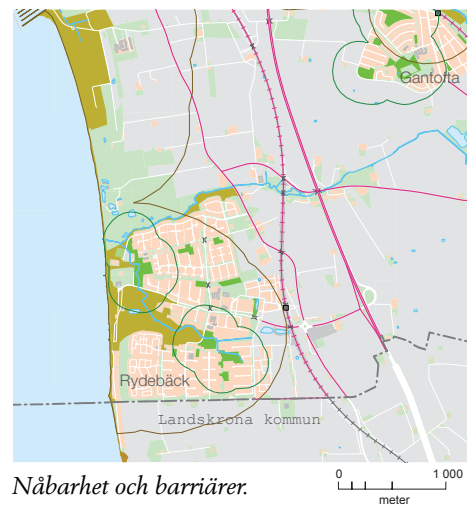 Gantofta
Rydebäck
Landskrona kommun
Nåbarhet och barriärer.
0 1 000
meter